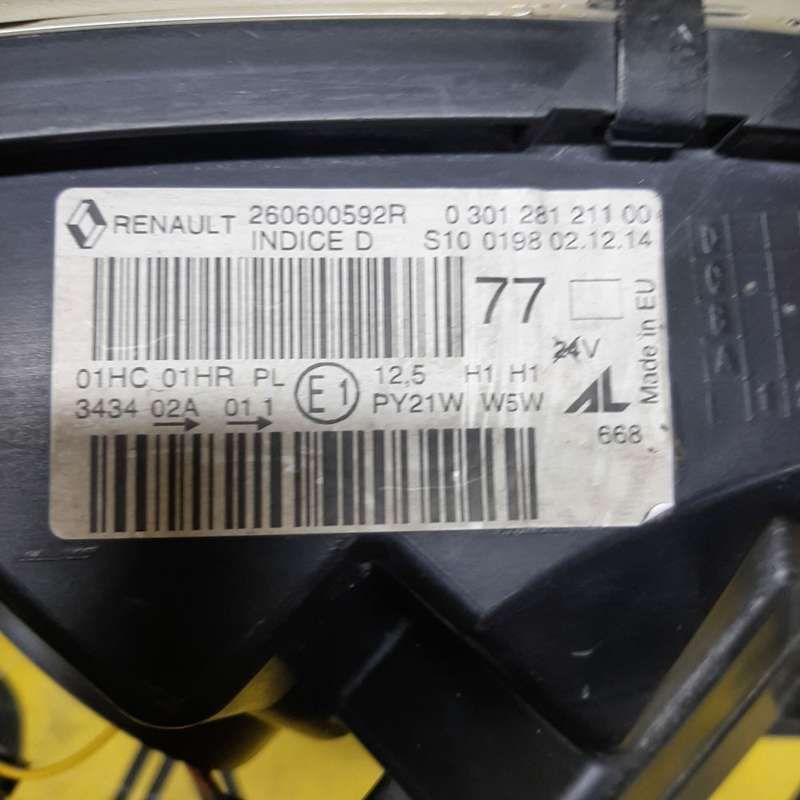 RENAULT 260600592R 0 301 281 211 00
INDICE D S10 0198 02.12.14
77
24V
Made in EU
01HC 01HR PL E1 12,5 H1 H1
3434 02A 01 1 PY21W W5W
AL
668